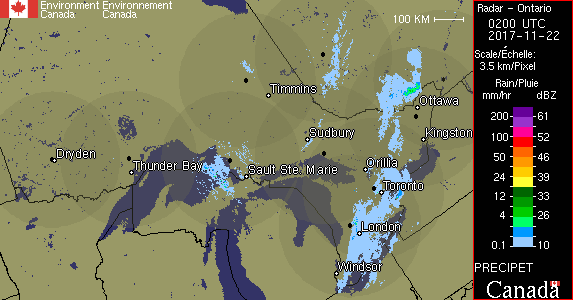 Environment Environnement
Canada Canada
100 KM
Timmins
Ottawa
Sudbury
Kingston
Dryden
Thunder Bay
Sault Ste. Marie
Orillia
Toronto
London
Windsor
Radar - Ontario
0200 UTC
2017-11-22
Scale/Échelle:
3.5 km/Pixel
Rain/Pluie
mm/hr dBZ
200 61
100 52
50 46
24 39
12 33
4 26
0.1 10
PRECIPET
Canada